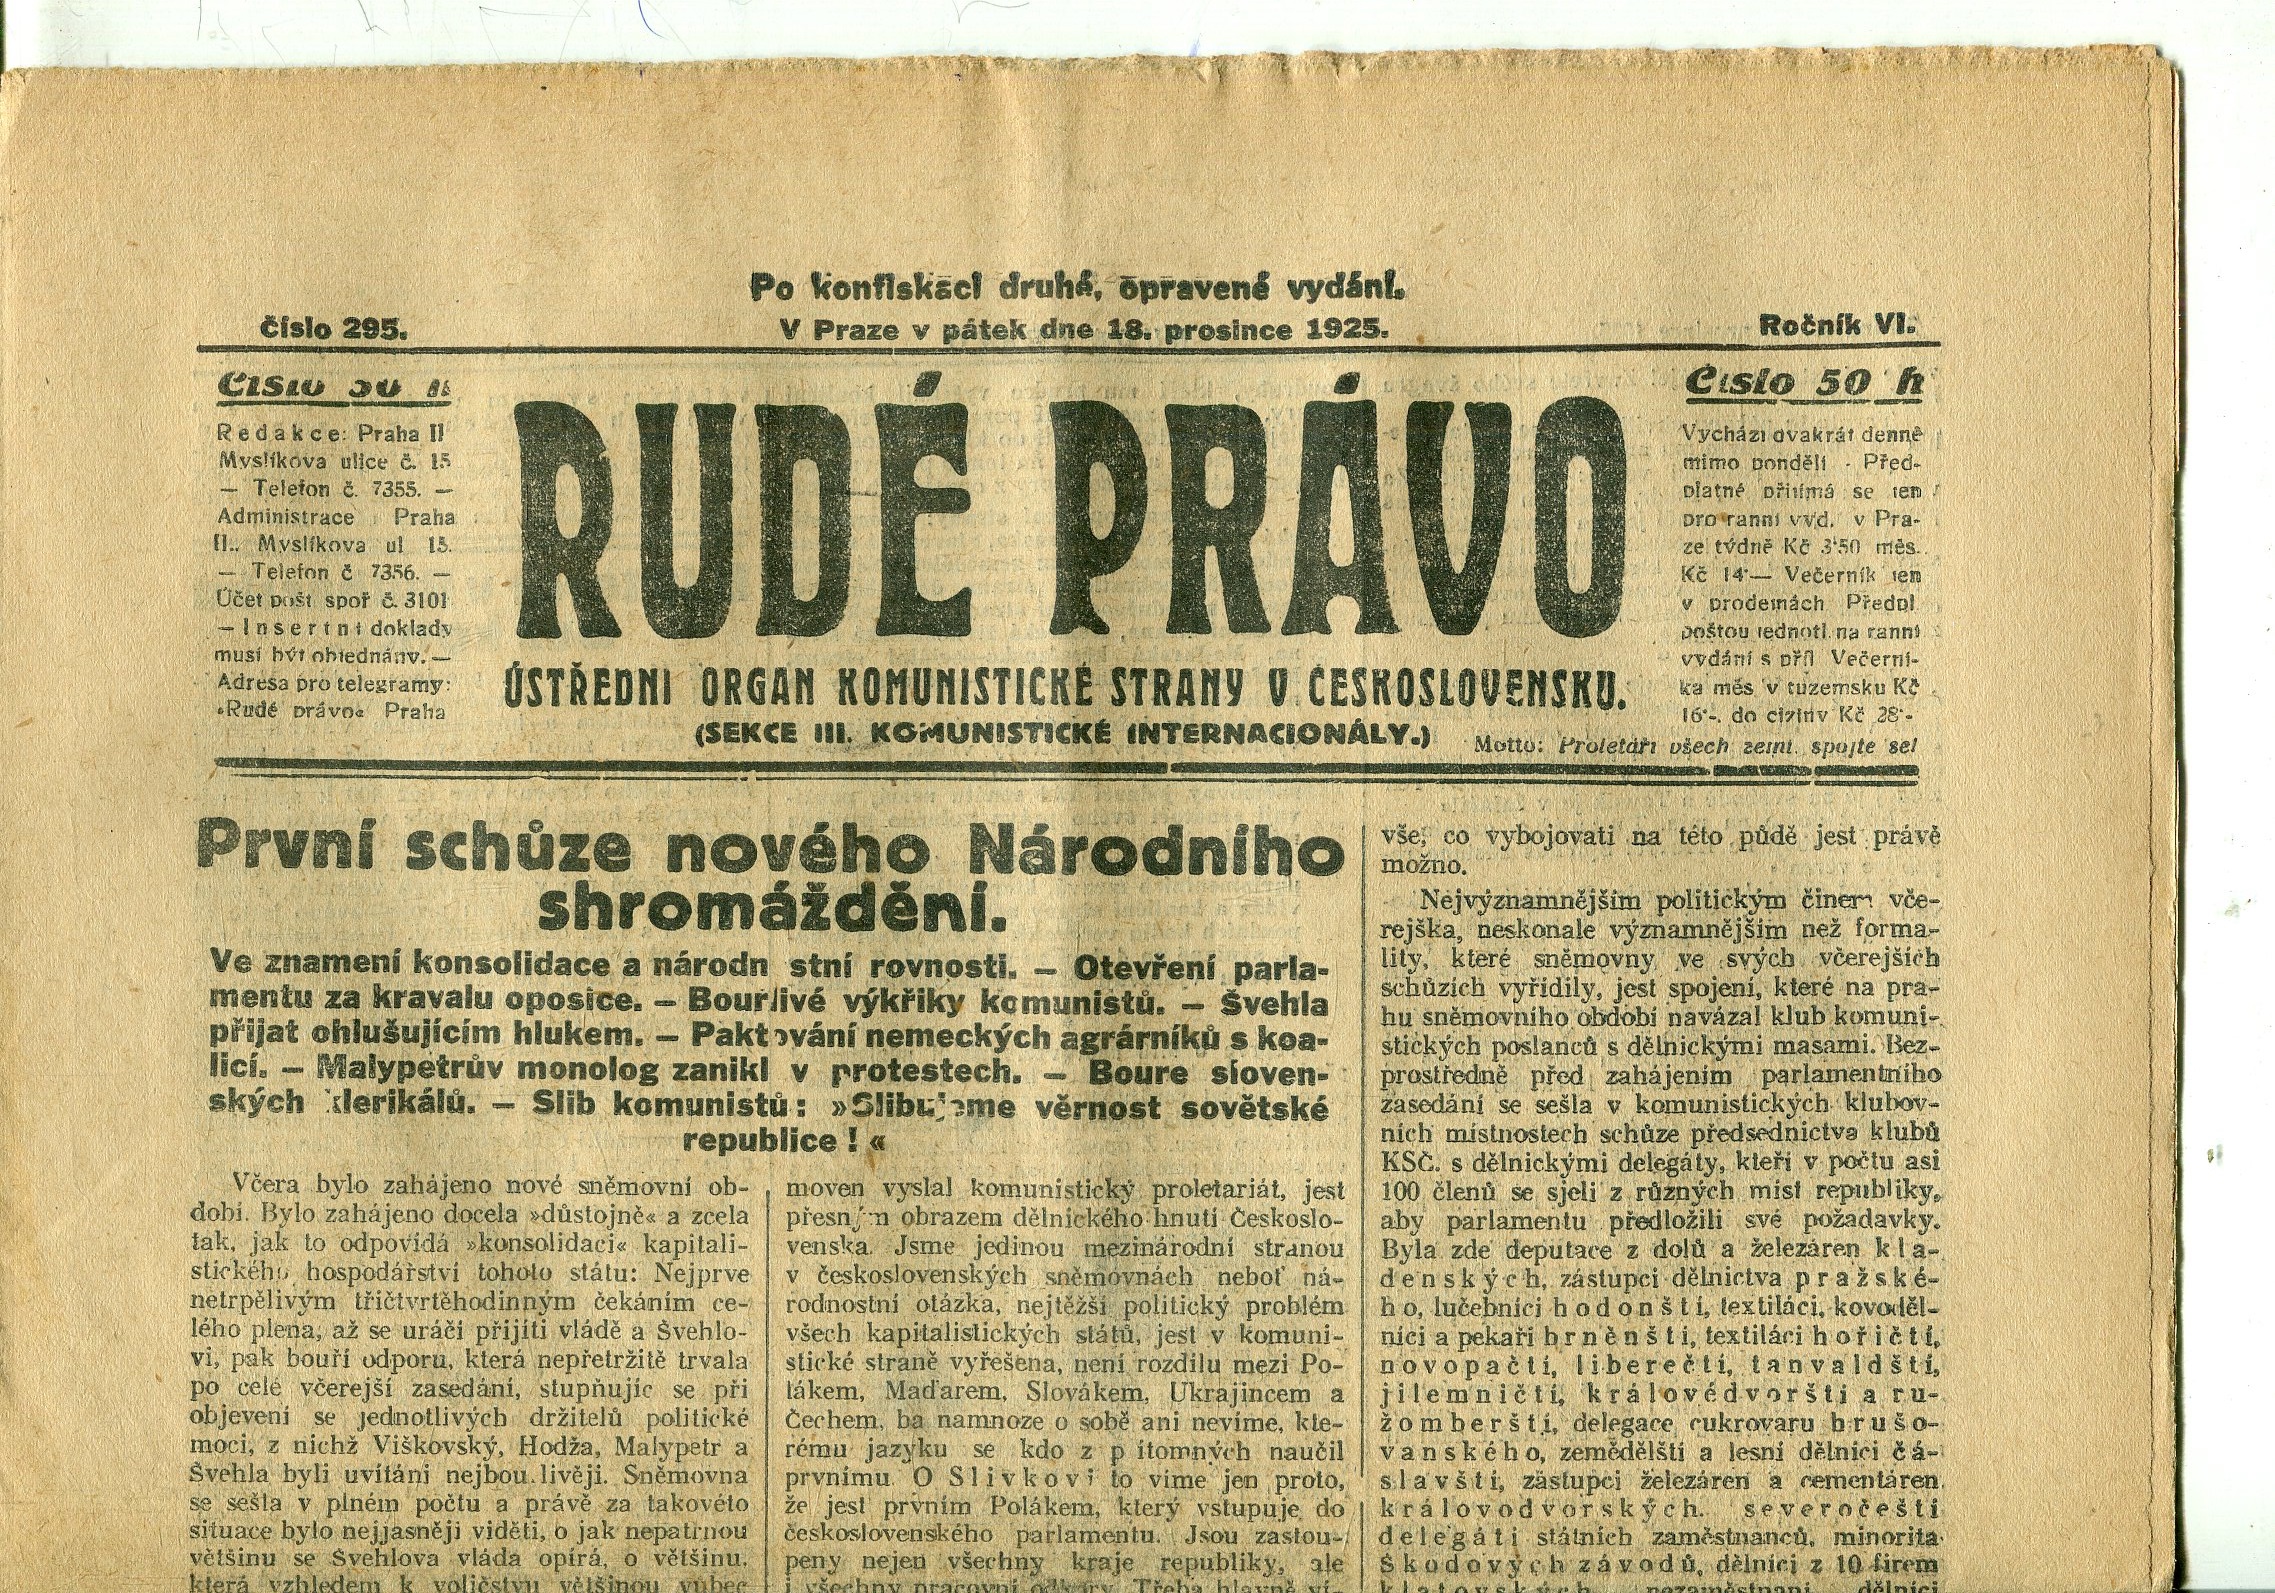 Po konfiskaci druhé, opravené vydání.
číslo 295.
V Praze v pátek dne 18. prosince 1925.
Ročník VI.
Číslo 50 h
Redakce: Praha II
Myslíkova ulice č. 15
— Telefon č. 7355. —
Administrace Praha
II., Myslíkova ul 15.
— Telefon č 7356. —
Účet pošt spoř č. 3101
— Insertní doklady
musí být objednány. —
Adresa pro telegramy:
»Rudé právo« Praha
RUDÉ PRÁVO
ÚSTŘEDNI ORGAN KOMUNISTICKÉ STRANY V ČESKOSLOVENSKU.
(SEKCE III. KOMUNISTICKÉ INTERNACIONÁLY.)
Číslo 50 h
Vychází dvakrát denně
mimo pondělí - Před-
platné přijímá se jen
pro ranní vyd. v Pra-
ze týdně Kč 3'50 měs.
Kč 14'— Večerník jen
v prodejnách Předpl
poštou jednotl. na ranní
vydání s příl Večerní-
ka měs v tuzemsku Kč
16'-, do ciziny Kč 28'-
Motto: Proletáři všech zemí, spojte se!
První schůze nového Národního
shromáždění.
Ve znamení konsolidace a národn stní rovnosti. — Otevření parla-
mentu za kravalu oposice. — Bouřlivé výkřiky komunistů. — Švehla
přijat ohlušujícím hlukem. — Paktování nemeckých agrárníků s koa-
licí. — Malypetrův monolog zanikl v protestech. — Boure sloven-
ských klerikálů. — Slib komunistů: »Slibujeme věrnost sovětské
republice! «
Včera bylo zahájeno nové sněmovní ob-
dobí. Bylo zahájeno docela »důstojně« a zcela
tak, jak to odpovídá »konsolidaci« kapitali-
stického hospodářství tohoto státu: Nejprve
netrpělivým tříčtvrtěhodinným čekáním ce-
lého plena, až se uráčí přijíti vládě a Švehlo-
vi, pak bouří odporu, která nepřetržitě trvala
po celé včerejší zasedání, stupňujíc se při
objevení se jednotlivých držitelů politické
moci, z nichž Viškovský, Hodža, Malypetr a
Švehla byli uvítáni nejbou livěji. Sněmovna
se sešla v plném počtu a právě za takovéto
situace bylo nejjasněji viděti, o jak nepatrnou
většinu se Švehlova vláda opírá, o většinu,
která vzhledem k voličstvu většinou vůbec
moven vyslal komunistický proletariát, jest
přesným obrazem dělnického hnutí Českoslo-
venska. Jsme jedinou mezinárodní stranou
v československých sněmovnách neboť ná-
rodnostní otázka, nejtěžší politický problém
všech kapitalistických států, jest v komuni-
stické straně vyřešena, není rozdílu mezi Po-
lákem, Maďarem, Slovákem, Ukrajincem a
Čechem, ba namnoze o sobě ani nevíme, kte-
rému jazyku se kdo z p ítomných naučil
prvnímu. O Slivkovi to víme jen proto,
že jest prvním Polákem, který vstupuje do
československého parlamentu. Jsou zastou-
peny nejen všechny kraje republiky, ale
i všechny pracovní odbory. Třeba hlavně ví-
vše, co vybojovati na této půdě jest právě
možno.
Nejvýznamnějším politickým činem vče-
rejška, neskonale významnějším než forma-
lity, které sněmovny ve svých včerejších
schůzích vyřídily, jest spojení, které na pra-
hu sněmovního období navázal klub komuni-
stických poslanců s dělnickými masami. Bez-
prostředně před zahájením parlamentního
zasedání se sešla v komunistických klubov-
ních místnostech schůze předsednictva klubů
KSČ. s dělnickými delegáty, kteří v počtu asi
100 členů se sjeli z různých míst republiky,
aby parlamentu předložili své požadavky.
Byla zde deputace z dolů a železáren kla-
denských, zástupci dělnictva pražské-
ho, lučebníci hodonští, textiláci, kovoděl-
níci a pekaři brněnští, textiláci hořičtí,
novopačtí, liberečtí, tanvaldští,
jilemničtí, královédvorští a ru-
žomberští, delegace cukrovaru hrušo-
vanského, zemědělští a lesní dělníci čá-
slavští, zástupci železáren a cementáren
královodvorských, severočeští
delegáti státních zaměstnanců, minorita
Škodových závodů, dělníci z 10 firem
klatovských, nezaměstnaní dělníci